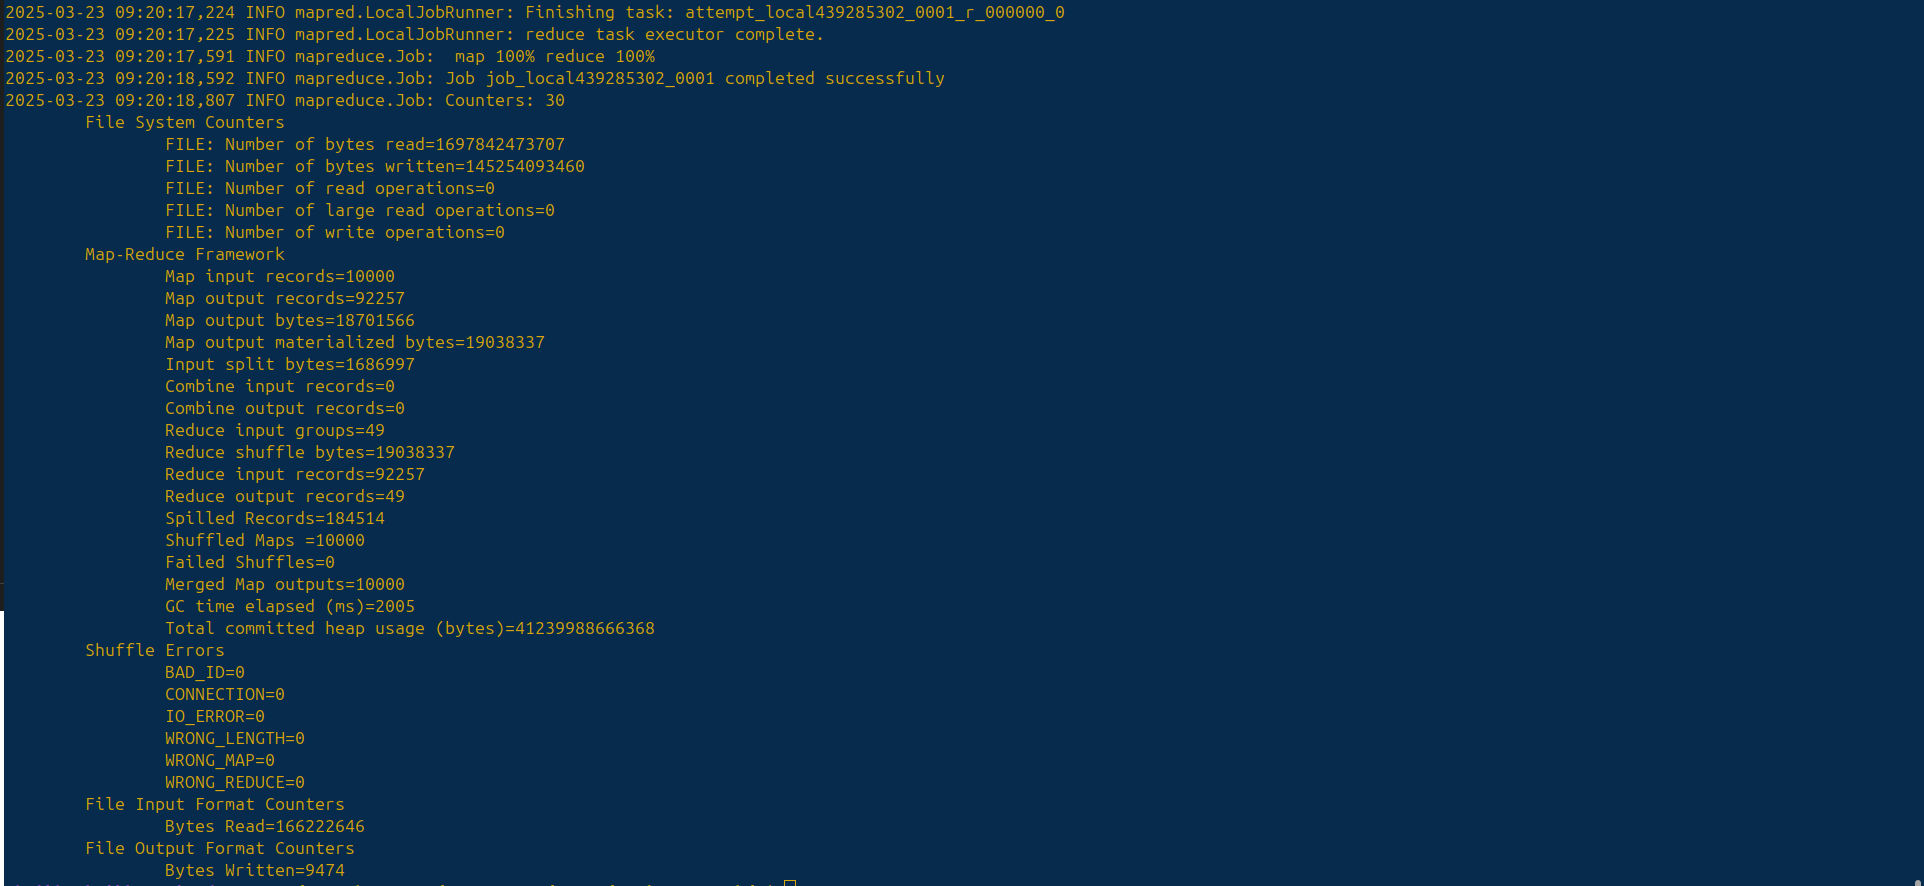 2025-03-23 09:20:17,224 INFO mapred.LocalJobRunner: Finishing task: attempt_local439285302_0001_r_000000_0
2025-03-23 09:20:17,225 INFO mapred.LocalJobRunner: reduce task executor complete.
2025-03-23 09:20:17,591 INFO mapreduce.Job:  map 100% reduce 100%
2025-03-23 09:20:18,592 INFO mapreduce.Job: Job job_local439285302_0001 completed successfully
2025-03-23 09:20:18,807 INFO mapreduce.Job: Counters: 30
File System Counters
FILE: Number of bytes read=1697842473707
FILE: Number of bytes written=145254093460
FILE: Number of read operations=0
FILE: Number of large read operations=0
FILE: Number of write operations=0
Map-Reduce Framework
Map input records=10000
Map output records=92257
Map output bytes=18701566
Map output materialized bytes=19038337
Input split bytes=1686997
Combine input records=0
Combine output records=0
Reduce input groups=49
Reduce shuffle bytes=19038337
Reduce input records=92257
Reduce output records=49
Spilled Records=184514
Shuffled Maps =10000
Failed Shuffles=0
Merged Map outputs=10000
GC time elapsed (ms)=2005
Total committed heap usage (bytes)=41239988666368
Shuffle Errors
BAD_ID=0
CONNECTION=0
IO_ERROR=0
WRONG_LENGTH=0
WRONG_MAP=0
WRONG_REDUCE=0
File Input Format Counters
Bytes Read=166222646
File Output Format Counters
Bytes Written=9474